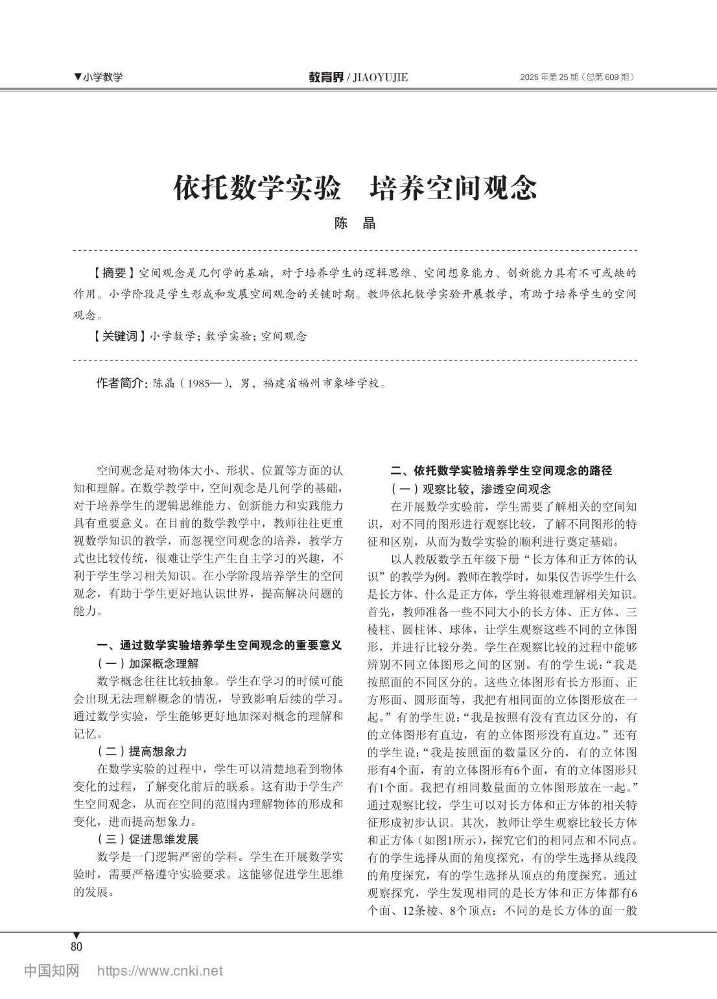 ▼小学教学
教育界 / JIAOYUJIE
2025 年第 25 期（总第 609 期）
依托数学实验 培养空间观念
陈 晶
【摘要】空间观念是几何学的基础，对于培养学生的逻辑思维、空间想象能力、创新能力具有不可或缺的
作用。小学阶段是学生形成和发展空间观念的关键时期。教师依托数学实验开展教学，有助于培养学生的空间
观念。
【关键词】小学数学；数学实验；空间观念
作者简介：陈晶（1985—），男，福建省福州市象峰学校。
空间观念是对物体大小、形状、位置等方面的认
知和理解。在数学教学中，空间观念是几何学的基础，
对于培养学生的逻辑思维能力、创新能力和实践能力
具有重要意义。在目前的数学教学中，教师往往更重
视数学知识的教学，而忽视空间观念的培养，教学方
式也比较传统，很难让学生产生自主学习的兴趣，不
利于学生学习相关知识。在小学阶段培养学生的空间
观念，有助于学生更好地认识世界，提高解决问题的
能力。
一、通过数学实验培养学生空间观念的重要意义
（一）加深概念理解
数学概念往往比较抽象。学生在学习的时候可能
会出现无法理解概念的情况，导致影响后续的学习。
通过数学实验，学生能够更好地加深对概念的理解和
记忆。
（二）提高想象力
在数学实验的过程中，学生可以清楚地看到物体
变化的过程，了解变化前后的联系。这有助于学生产
生空间观念，从而在空间的范围内理解物体的形成和
变化，进而提高想象力。
（三）促进思维发展
数学是一门逻辑严密的学科。学生在开展数学实
验时，需要严格遵守实验要求。这能够促进学生思维
的发展。
二、依托数学实验培养学生空间观念的路径
（一）观察比较，渗透空间观念
在开展数学实验前，学生需要了解相关的空间知
识，对不同的图形进行观察比较，了解不同图形的特
征和区别，从而为数学实验的顺利进行奠定基础。
以人教版数学五年级下册“长方体和正方体的认
识”的教学为例。教师在教学时，如果仅告诉学生什么
是长方体、什么是正方体，学生将很难理解相关知识。
首先，教师准备一些不同大小的长方体、正方体、三
棱柱、圆柱体、球体，让学生观察这些不同的立体图
形，并进行比较分类。学生在观察比较的过程中能够
辨别不同立体图形之间的区别。有的学生说：“我是
按照面的不同区分的。这些立体图形有长方形面、正
方形面、圆形面等，我把有相同面的立体图形放在一
起。”有的学生说：“我是按照有没有直边区分的，有
的立体图形有直边，有的立体图形没有直边。”还有
的学生说：“我是按照面的数量区分的，有的立体图
形有4个面，有的立体图形有6个面，有的立体图形只
有1个面。我把有相同数量面的立体图形放在一起。”
通过观察比较，学生可以对长方体和正方体的相关特
征形成初步认识。其次，教师让学生观察比较长方体
和正方体（如图1所示），探究它们的相同点和不同点。
有的学生选择从面的角度探究，有的学生选择从线段
的角度探究，有的学生选择从顶点的角度探究。通过
观察探究，学生发现相同的是长方体和正方体都有6
个面、12条棱、8个顶点；不同的是长方体的面一般
80
中国知网 https://www.cnki.net